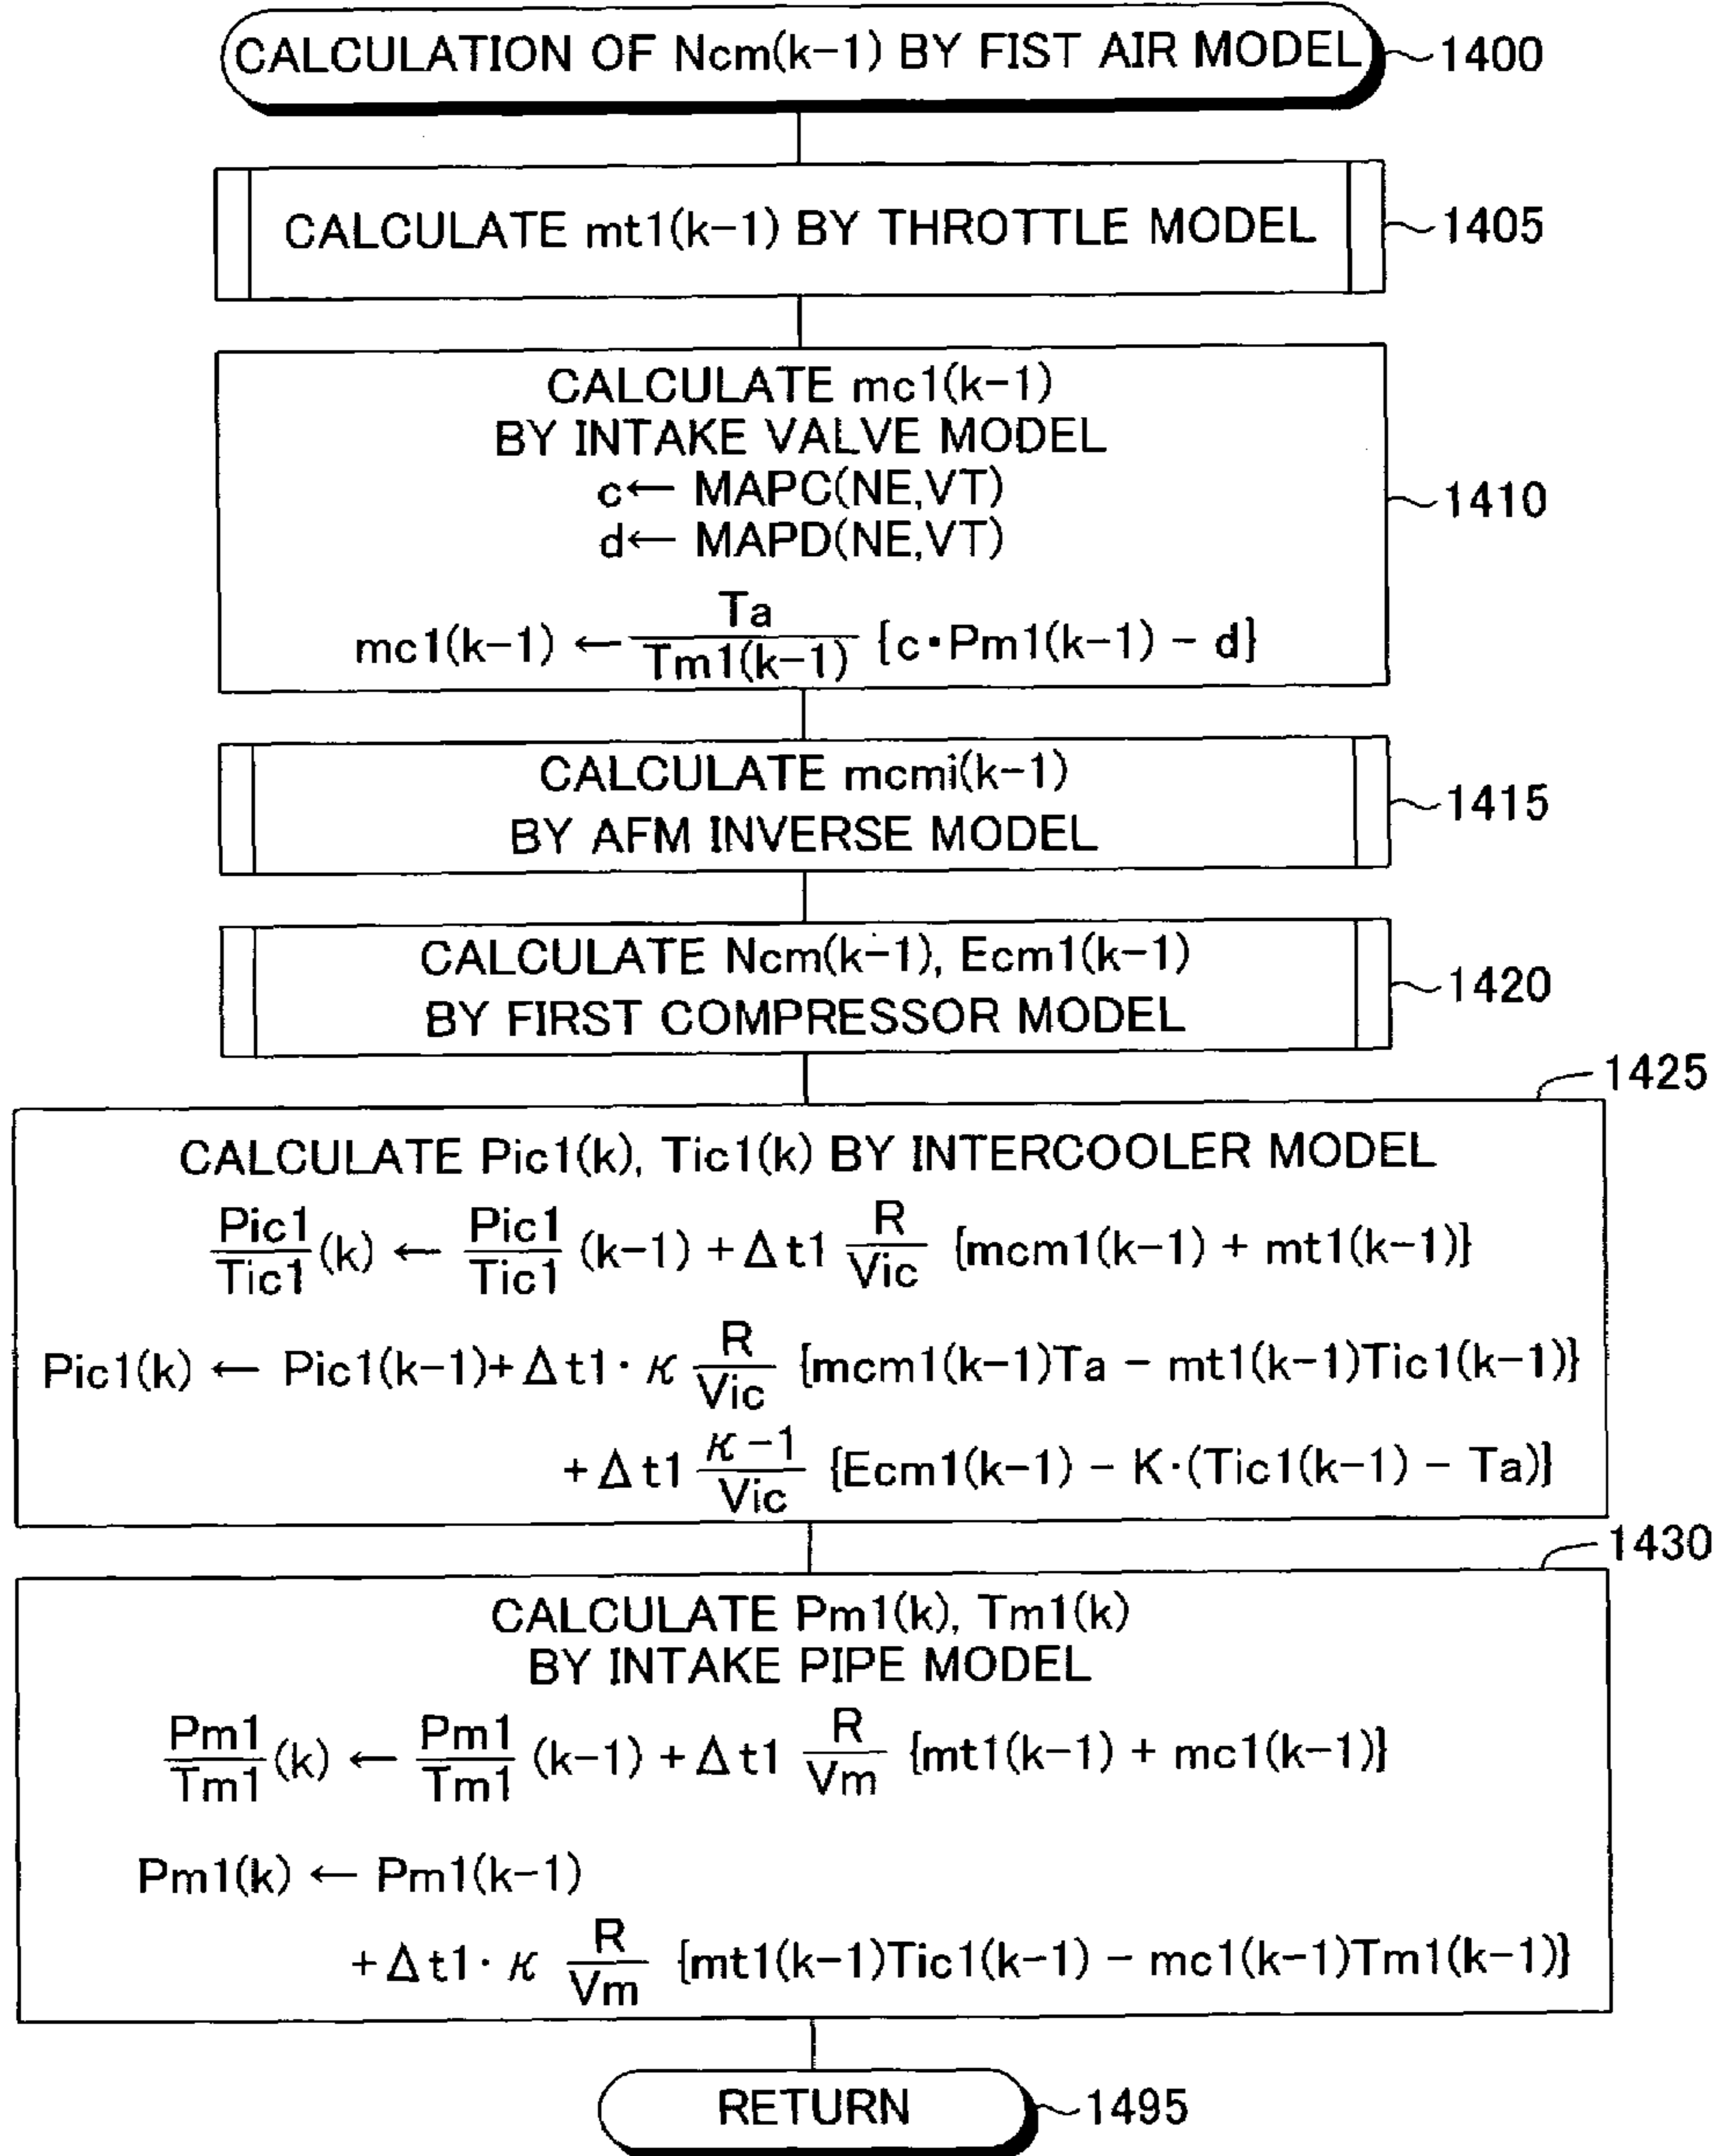 CALCULATION OF Ncm(k-1) BY FIST AIR MODEL 1400
CALCULATE mt1(k-1) BY THROTTLE MODEL 1405
CALCULATE mc1(k-1)
BY INTAKE VALVE MODEL
c← MAPC(NE,VT)
d← MAPD(NE,VT)
1410
mc1(k-1) ← Ta/Tm1(k-1) {c·Pm1(k-1) - d}
CALCULATE mcmi(k-1)
BY AFM INVERSE MODEL
1415
CALCULATE Ncm(k-1), Ecm1(k-1)
BY FIRST COMPRESSOR MODEL
1420
1425
CALCULATE Pic1(k), Tic1(k) BY INTERCOOLER MODEL
Pic1/Tic1 (k) ← Pic1/Tic1 (k-1) + Δt1 R/Vic {mcm1(k-1) + mt1(k-1)}
Pic1(k) ← Pic1(k-1)+Δt1·κ R/Vic {mcm1(k-1)Ta - mt1(k-1)Tic1(k-1)}
+Δt1 κ-1/Vic {Ecm1(k-1) - K·(Tic1(k-1) - Ta)}
1430
CALCULATE Pm1(k), Tm1(k)
BY INTAKE PIPE MODEL
Pm1/Tm1 (k) ← Pm1/Tm1 (k-1) + Δt1 R/Vm {mt1(k-1) + mc1(k-1)}
Pm1(k) ← Pm1(k-1)
+Δt1·κ R/Vm {mt1(k-1)Tic1(k-1) - mc1(k-1)Tm1(k-1)}
RETURN 1495